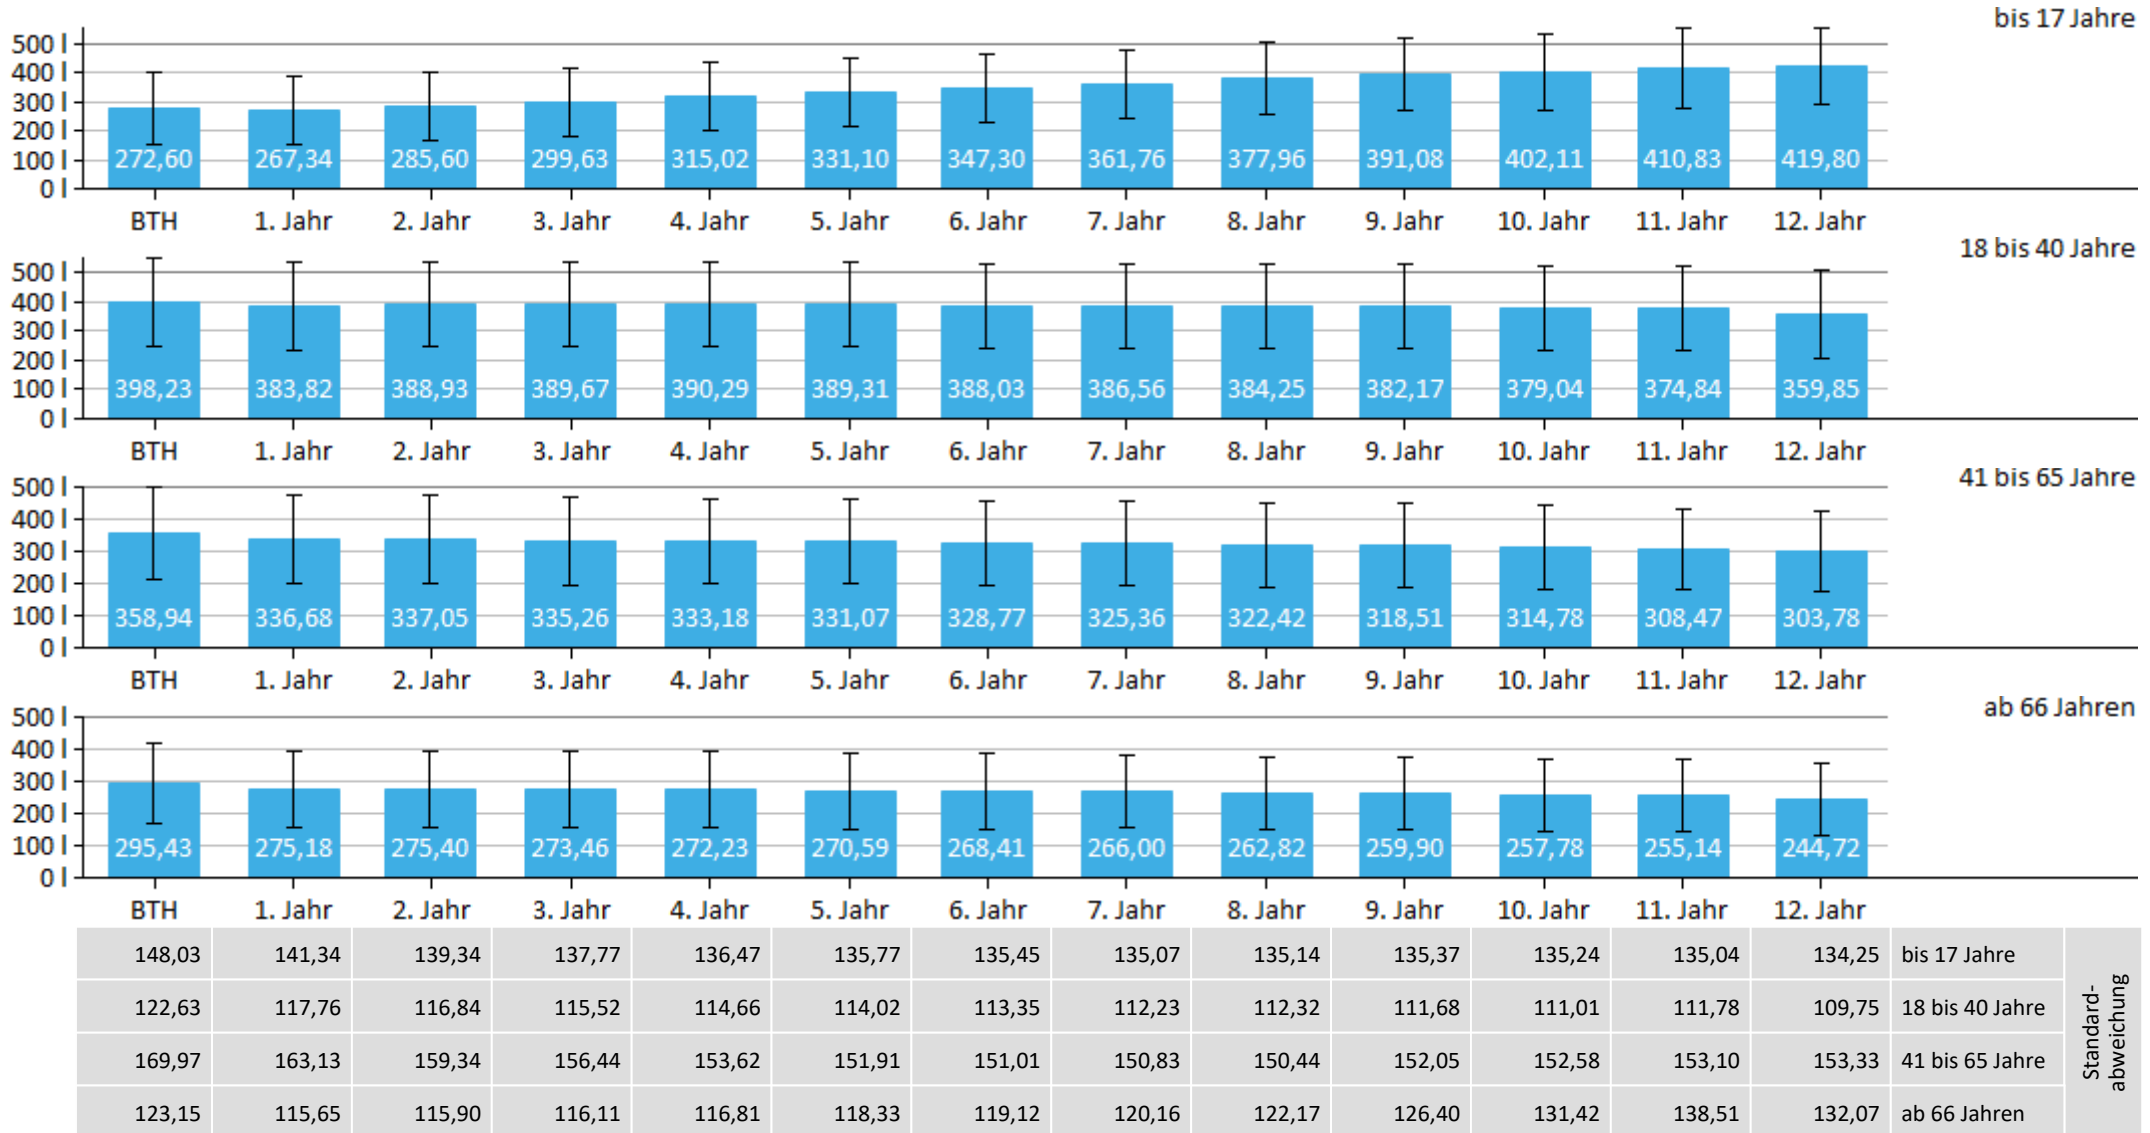 bis 17 Jahre
500 l
400 l
300 l
200 l
100 l
0 l
272,60 267,34 285,60 299,63 315,02 331,10 347,30 361,76 377,96 391,08 402,11 410,83 419,80
BTH 1. Jahr 2. Jahr 3. Jahr 4. Jahr 5. Jahr 6. Jahr 7. Jahr 8. Jahr 9. Jahr 10. Jahr 11. Jahr 12. Jahr
18 bis 40 Jahre
500 l
400 l
300 l
200 l
100 l
0 l
398,23 383,82 388,93 389,67 390,29 389,31 388,03 386,56 384,25 382,17 379,04 374,84 359,85
BTH 1. Jahr 2. Jahr 3. Jahr 4. Jahr 5. Jahr 6. Jahr 7. Jahr 8. Jahr 9. Jahr 10. Jahr 11. Jahr 12. Jahr
41 bis 65 Jahre
500 l
400 l
300 l
200 l
100 l
0 l
358,94 336,68 337,05 335,26 333,18 331,07 328,77 325,36 322,42 318,51 314,78 308,47 303,78
BTH 1. Jahr 2. Jahr 3. Jahr 4. Jahr 5. Jahr 6. Jahr 7. Jahr 8. Jahr 9. Jahr 10. Jahr 11. Jahr 12. Jahr
ab 66 Jahren
500 l
400 l
300 l
200 l
100 l
0 l
295,43 275,18 275,40 273,46 272,23 270,59 268,41 266,00 262,82 259,90 257,78 255,14 244,72
BTH 1. Jahr 2. Jahr 3. Jahr 4. Jahr 5. Jahr 6. Jahr 7. Jahr 8. Jahr 9. Jahr 10. Jahr 11. Jahr 12. Jahr
148,03 141,34 139,34 137,77 136,47 135,77 135,45 135,07 135,14 135,37 135,24 135,04 134,25 bis 17 Jahre
122,63 117,76 116,84 115,52 114,66 114,02 113,35 112,23 112,32 111,68 111,01 111,78 109,75 18 bis 40 Jahre
169,97 163,13 159,34 156,44 153,62 151,91 151,01 150,83 150,44 152,05 152,58 153,10 153,33 41 bis 65 Jahre
123,15 115,65 115,90 116,11 116,81 118,33 119,12 120,16 122,17 126,40 131,42 138,51 132,07 ab 66 Jahren
Standard-
abweichung